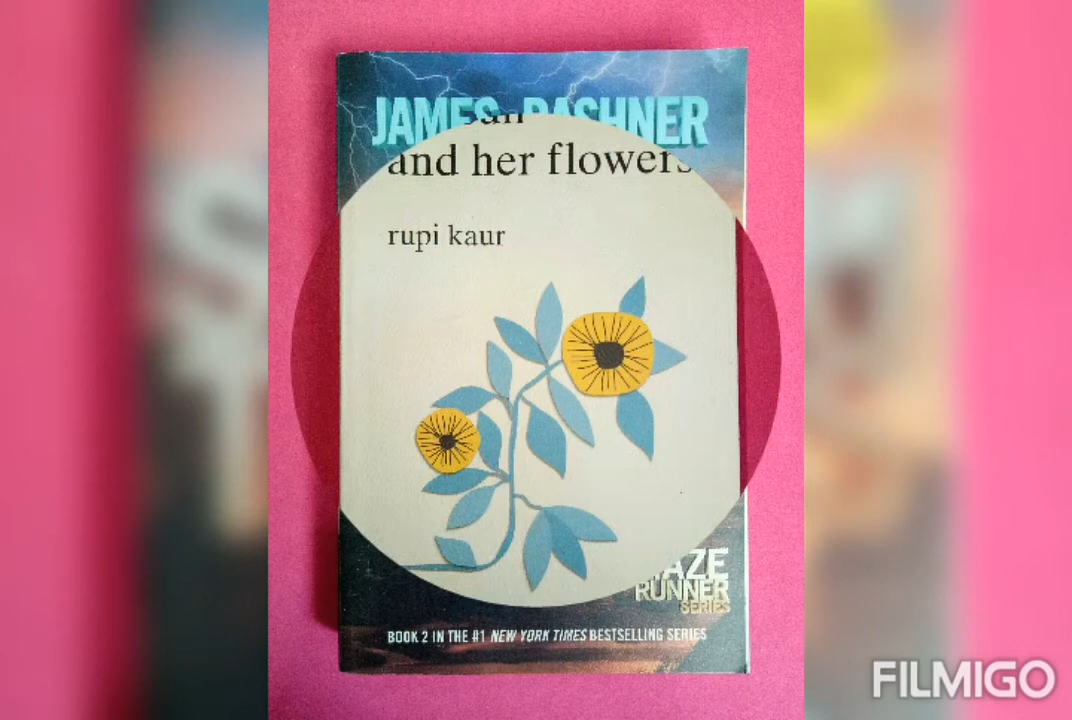 JAMES DASHNER
and her flowers
rupi kaur
RUNNER
SERIES
BOOK 2 IN THE #1 NEW YORK TIMES BESTSELLING SERIES
FILMIGO